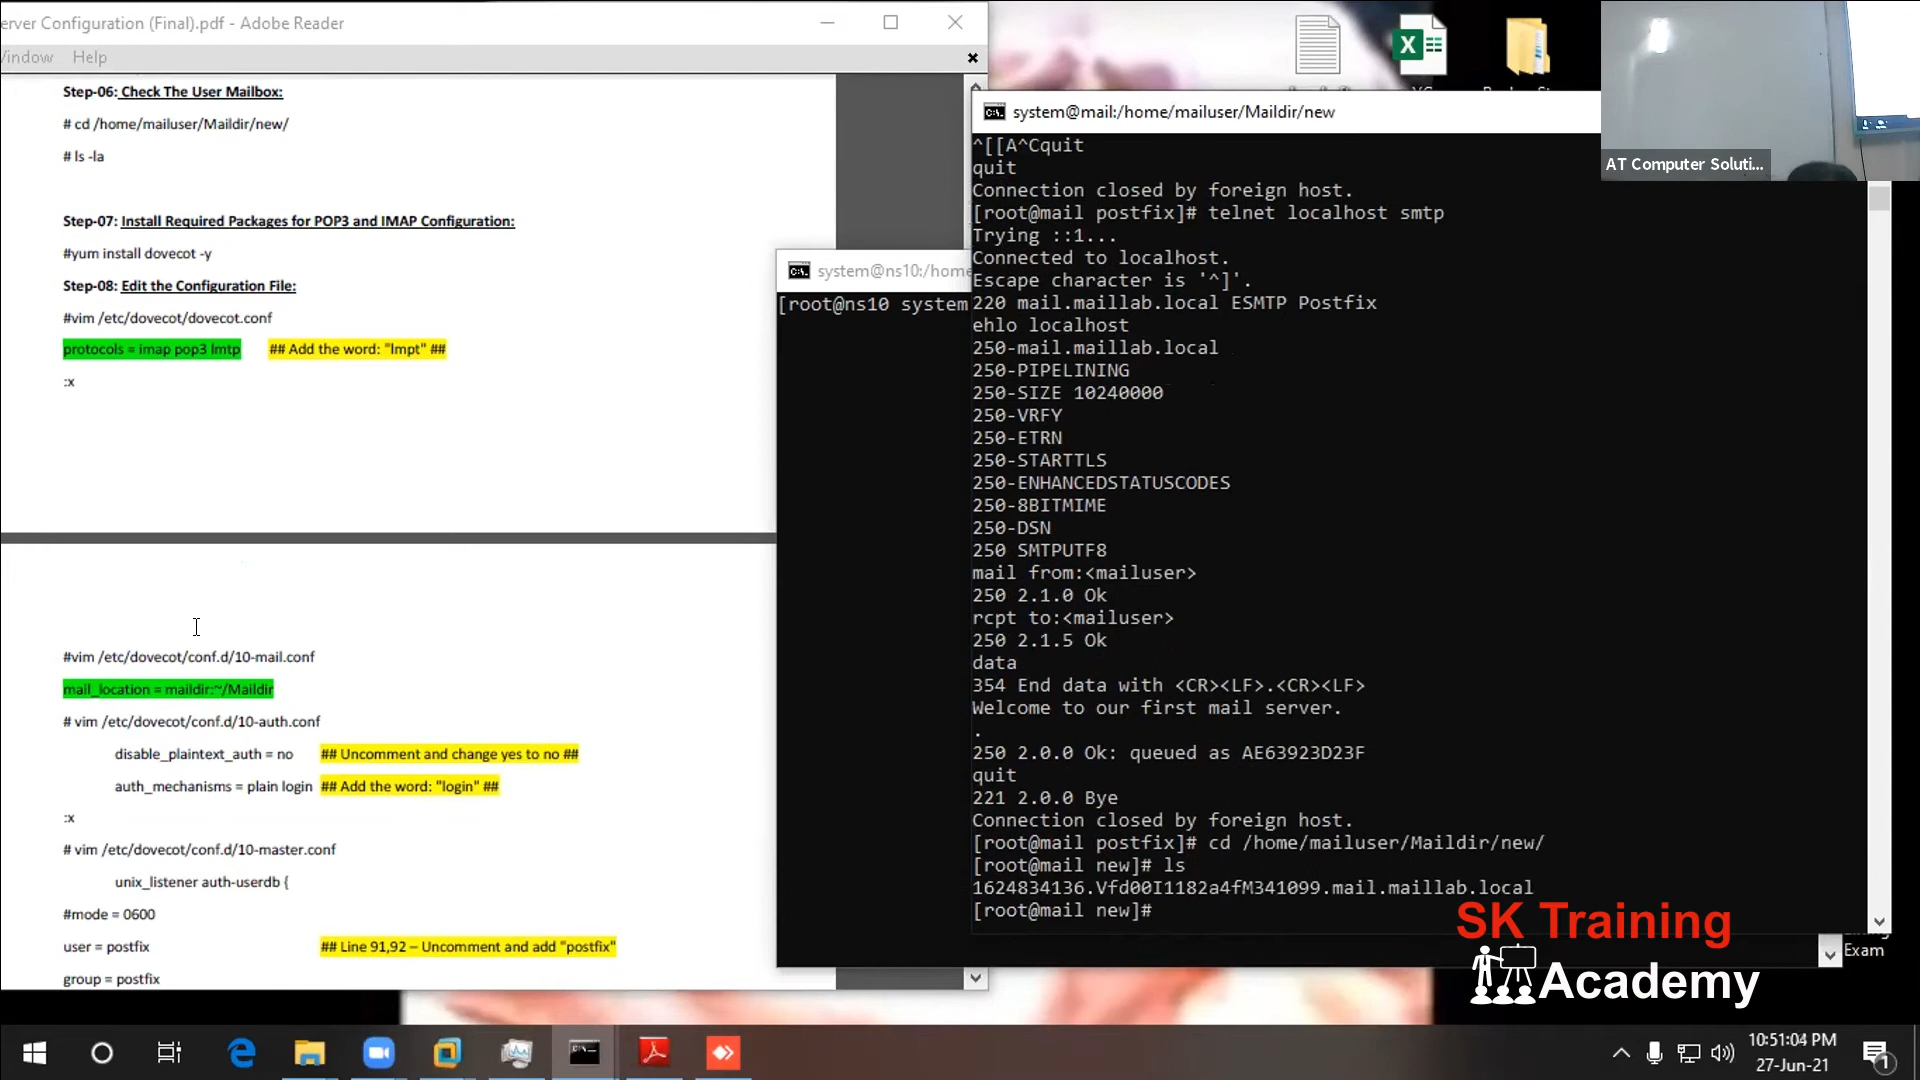 erver Configuration (Final).pdf - Adobe Reader
Window Help
Step-06: Check The User Mailbox:
# cd /home/mailuser/Maildir/new/
# ls -la
Step-07: Install Required Packages for POP3 and IMAP Configuration:
#yum install dovecot -y
Step-08: Edit the Configuration File:
#vim /etc/dovecot/dovecot.conf
protocols = imap pop3 lmtp ## Add the word: "lmpt" ##
:x
#vim /etc/dovecot/conf.d/10-mail.conf
mail_location = maildir:~/Maildir
# vim /etc/dovecot/conf.d/10-auth.conf
disable_plaintext_auth = no ## Uncomment and change yes to no ##
auth_mechanisms = plain login ## Add the word: "login" ##
:x
# vim /etc/dovecot/conf.d/10-master.conf
unix_listener auth-userdb {
#mode = 0600
user = postfix ## Line 91,92 – Uncomment and add "postfix"
group = postfix
system@ns10:/home
[root@ns10 system
system@mail:/home/mailuser/Maildir/new
^[[A^Cquit
quit
Connection closed by foreign host.
[root@mail postfix]# telnet localhost smtp
Trying ::1...
Connected to localhost.
Escape character is '^]'.
220 mail.maillab.local ESMTP Postfix
ehlo localhost
250-mail.maillab.local
250-PIPELINING
250-SIZE 10240000
250-VRFY
250-ETRN
250-STARTTLS
250-ENHANCEDSTATUSCODES
250-8BITMIME
250-DSN
250 SMTPUTF8
mail from:<mailuser>
250 2.1.0 Ok
rcpt to:<mailuser>
250 2.1.5 Ok
data
354 End data with <CR><LF>.<CR><LF>
Welcome to our first mail server.
.
250 2.0.0 Ok: queued as AE63923D23F
quit
221 2.0.0 Bye
Connection closed by foreign host.
[root@mail postfix]# cd /home/mailuser/Maildir/new/
[root@mail new]# ls
1624834136.Vfd00I1182a4fM341099.mail.maillab.local
[root@mail new]#
AT Computer Soluti...
SK Training
Academy
Exam
10:51:04 PM
27-Jun-21
1